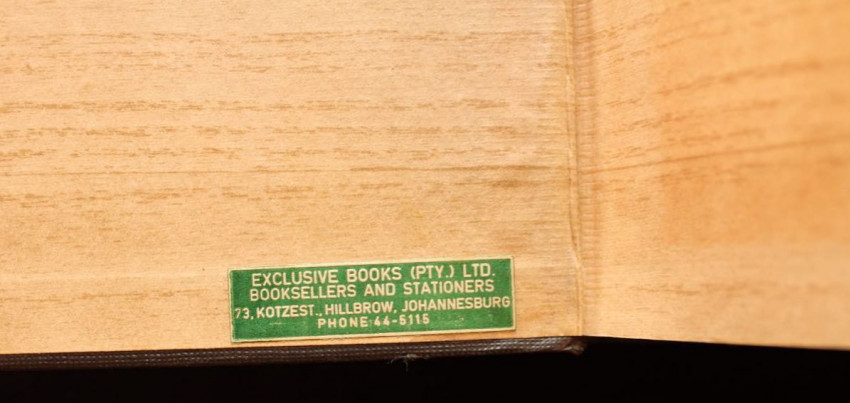 EXCLUSIVE BOOKS (PTY.) LTD.
BOOKSELLERS AND STATIONERS
73, KOTZEST., HILLBROW, JOHANNESBURG
PHONE 44-5115